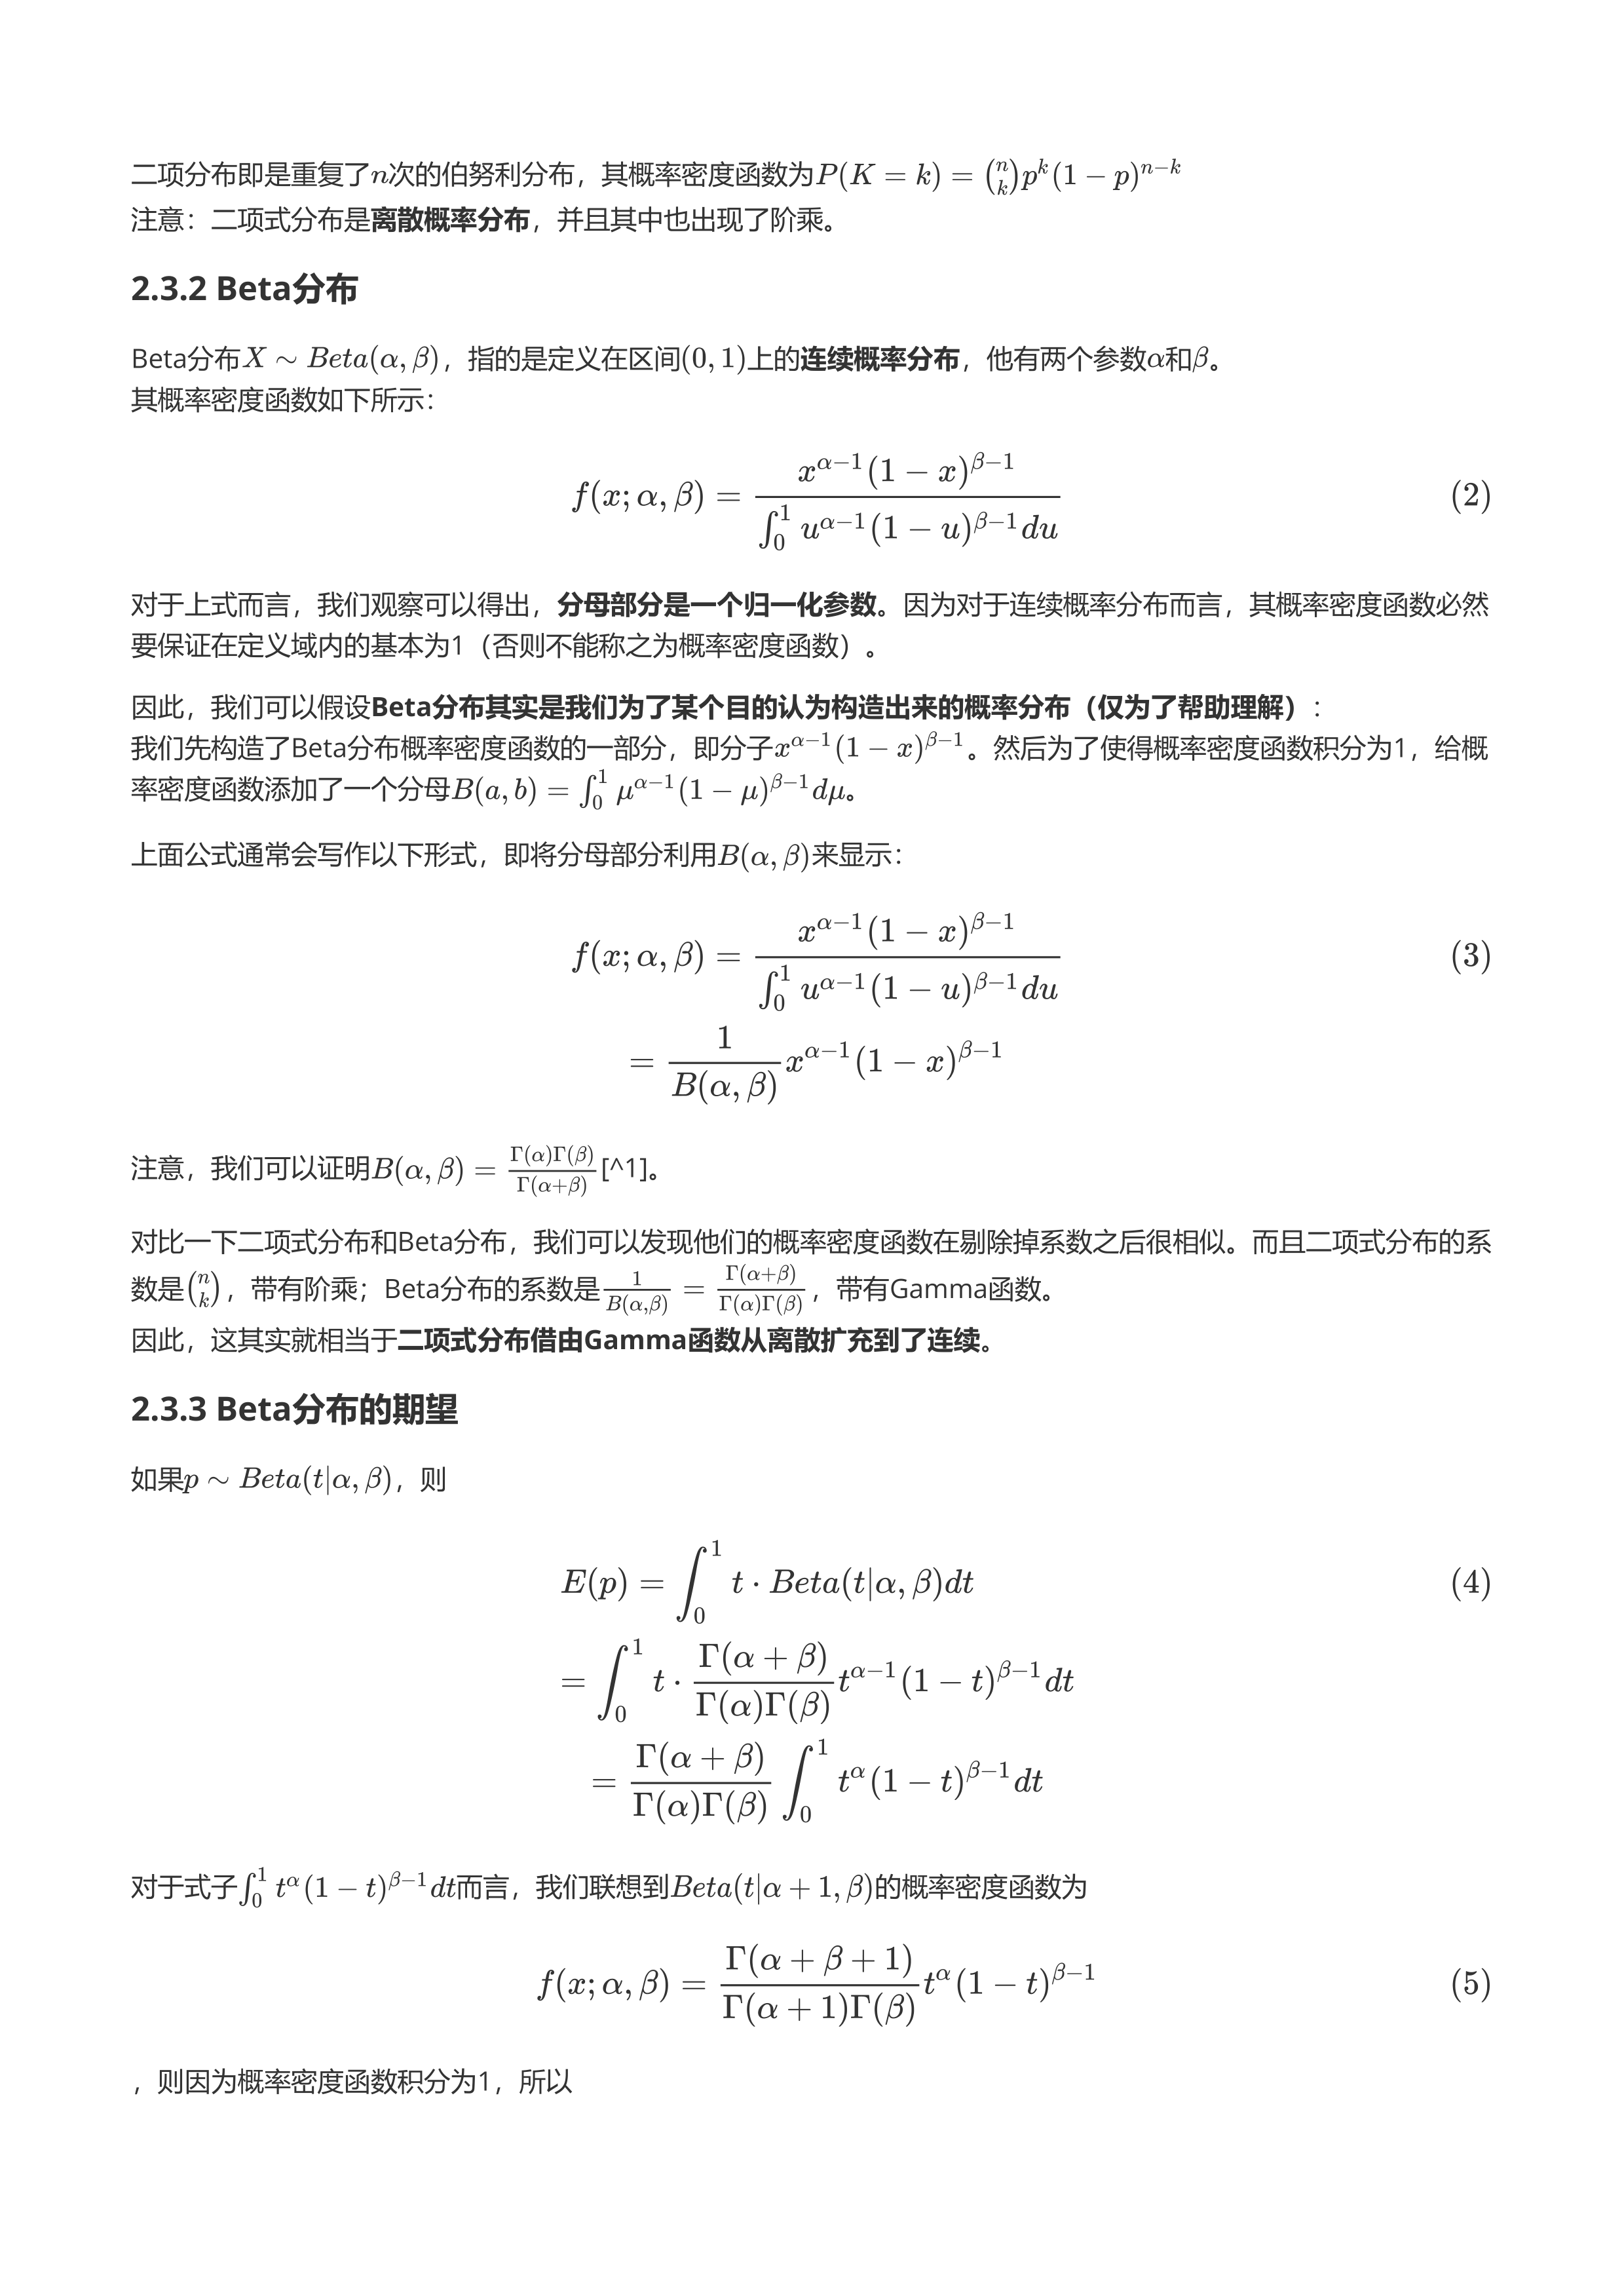 二项分布即是重复了$n$次的伯努利分布，其概率密度函数为$P(K=k)=\binom{n}{k}p^k(1-p)^{n-k}$
注意：二项式分布是离散概率分布，并且其中也出现了阶乘。
2.3.2 Beta分布
Beta分布$X \sim Beta(\alpha,\beta)$，指的是定义在区间$(0,1)$上的连续概率分布，他有两个参数$\alpha$和$\beta$。
其概率密度函数如下所示：
$f(x;\alpha,\beta)=\frac{x^{\alpha-1}(1-x)^{\beta-1}}{\int_0^1 u^{\alpha-1}(1-u)^{\beta-1}du}$ (2)
对于上式而言，我们观察可以得出，分母部分是一个归一化参数。因为对于连续概率分布而言，其概率密度函数必然
要保证在定义域内的基本为1（否则不能称之为概率密度函数）。
因此，我们可以假设Beta分布其实是我们为了某个目的认为构造出来的概率分布（仅为了帮助理解）：
我们先构造了Beta分布概率密度函数的一部分，即分子$x^{\alpha-1}(1-x)^{\beta-1}$。然后为了使得概率密度函数积分为1，给概
率密度函数添加了一个分母$B(a,b)=\int_0^1 \mu^{\alpha-1}(1-\mu)^{\beta-1}d\mu$。
上面公式通常会写作以下形式，即将分母部分利用$B(\alpha,\beta)$来显示：
$f(x;\alpha,\beta)=\frac{x^{\alpha-1}(1-x)^{\beta-1}}{\int_0^1 u^{\alpha-1}(1-u)^{\beta-1}du}$ (3)
$=\frac{1}{B(\alpha,\beta)}x^{\alpha-1}(1-x)^{\beta-1}$
注意，我们可以证明$B(\alpha,\beta)=\frac{\Gamma(\alpha)\Gamma(\beta)}{\Gamma(\alpha+\beta)}$[^1]。
对比一下二项式分布和Beta分布，我们可以发现他们的概率密度函数在剔除掉系数之后很相似。而且二项式分布的系
数是$\binom{n}{k}$，带有阶乘；Beta分布的系数是$\frac{1}{B(\alpha,\beta)}=\frac{\Gamma(\alpha+\beta)}{\Gamma(\alpha)\Gamma(\beta)}$，带有Gamma函数。
因此，这其实就相当于二项式分布借由Gamma函数从离散扩充到了连续。
2.3.3 Beta分布的期望
如果$p \sim Beta(t|\alpha,\beta)$，则
$E(p)=\int_0^1 t \cdot Beta(t|\alpha,\beta)dt$ (4)
$=\int_0^1 t \cdot \frac{\Gamma(\alpha+\beta)}{\Gamma(\alpha)\Gamma(\beta)}t^{\alpha-1}(1-t)^{\beta-1}dt$
$=\frac{\Gamma(\alpha+\beta)}{\Gamma(\alpha)\Gamma(\beta)}\int_0^1 t^{\alpha}(1-t)^{\beta-1}dt$
对于式子$\int_0^1 t^{\alpha}(1-t)^{\beta-1}dt$而言，我们联想到$Beta(t|\alpha+1,\beta)$的概率密度函数为
$f(x;\alpha,\beta)=\frac{\Gamma(\alpha+\beta+1)}{\Gamma(\alpha+1)\Gamma(\beta)}t^{\alpha}(1-t)^{\beta-1}$ (5)
，则因为概率密度函数积分为1，所以